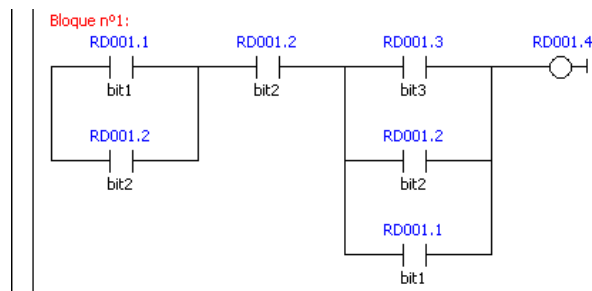 Bloque nº1:
RD001.1 RD001.2 RD001.3 RD001.4
bit1 bit2 bit3
RD001.2 RD001.2
bit2 bit2
RD001.1
bit1